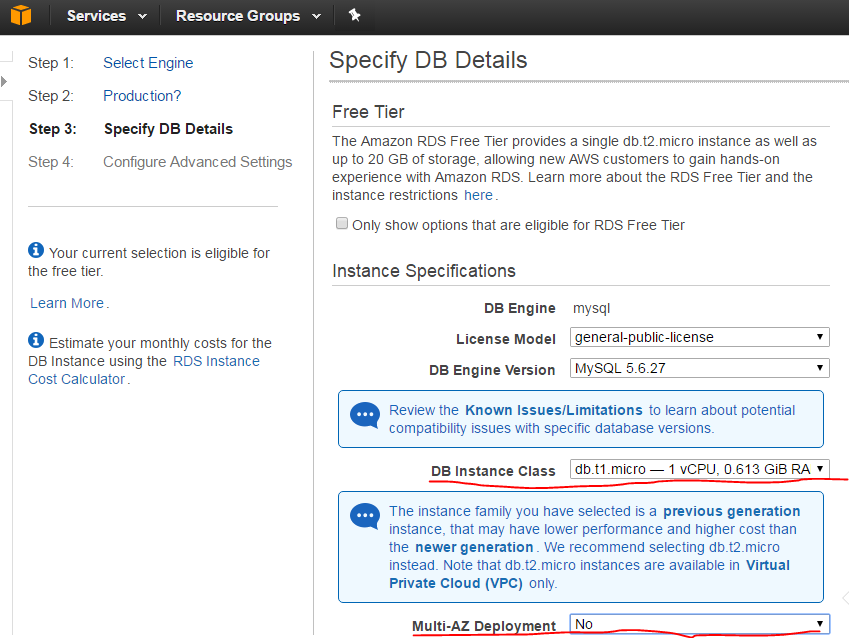 Services Resource Groups
Step 1: Select Engine
Step 2: Production?
Step 3: Specify DB Details
Step 4: Configure Advanced Settings
Your current selection is eligible for
the free tier.
Learn More .
Estimate your monthly costs for the
DB Instance using the RDS Instance
Cost Calculator .
Specify DB Details
Free Tier
The Amazon RDS Free Tier provides a single db.t2.micro instance as well as
up to 20 GB of storage, allowing new AWS customers to gain hands-on
experience with Amazon RDS. Learn more about the RDS Free Tier and the
instance restrictions here .
Only show options that are eligible for RDS Free Tier
Instance Specifications
DB Engine mysql
License Model general-public-license
DB Engine Version MySQL 5.6.27
Review the Known Issues/Limitations to learn about potential
compatibility issues with specific database versions.
DB Instance Class db.t1.micro — 1 vCPU, 0.613 GiB RA
The instance family you have selected is a previous generation
instance, that may have lower performance and higher cost than
the newer generation . We recommend selecting db.t2.micro
instead. Note that db.t2.micro instances are available in Virtual
Private Cloud (VPC) only.
Multi-AZ Deployment No